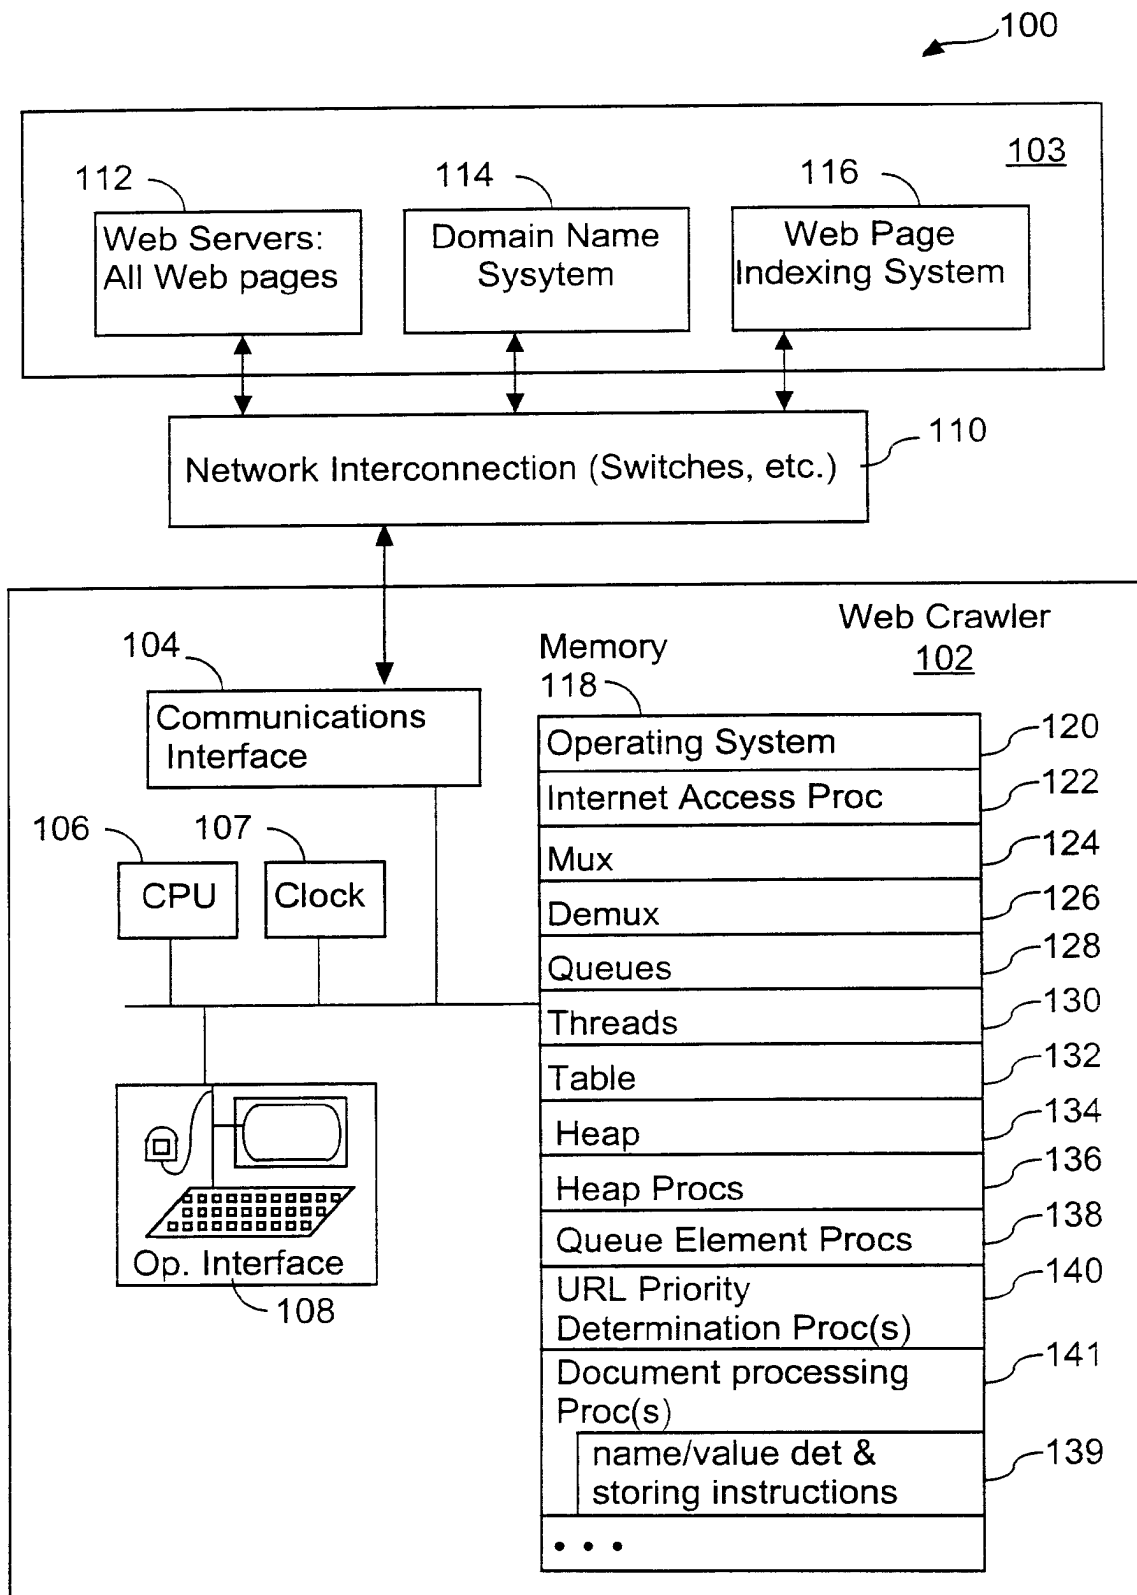 100
103
112
114
116
Web Servers:
All Web pages
Domain Name
Sysytem
Web Page
Indexing System
110
Network Interconnection (Switches, etc.)
Web Crawler
102
104
Communications
Interface
106
CPU
107
Clock
Op. Interface
108
Memory
118
Operating System
120
Internet Access Proc
122
Mux
124
Demux
126
Queues
128
Threads
130
Table
132
Heap
134
Heap Procs
136
Queue Element Procs
138
URL Priority
Determination Proc(s)
140
Document processing
Proc(s)
141
name/value det &
storing instructions
139
• • •